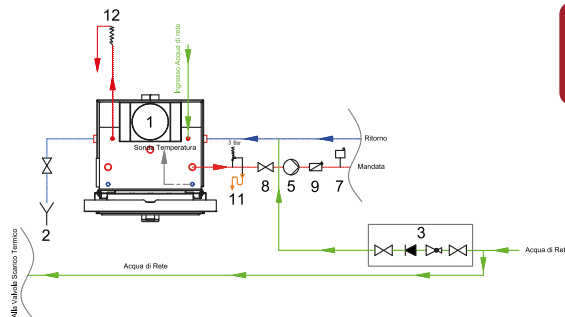 12
Ingresso Acqua di rete
1
Sonda Temperatura
3 Bar
Ritorno
Mandata
2
11
8
5
9
7
3
Acqua di Ret
Acqua di Rete
Alla Valvola Scarico Termico